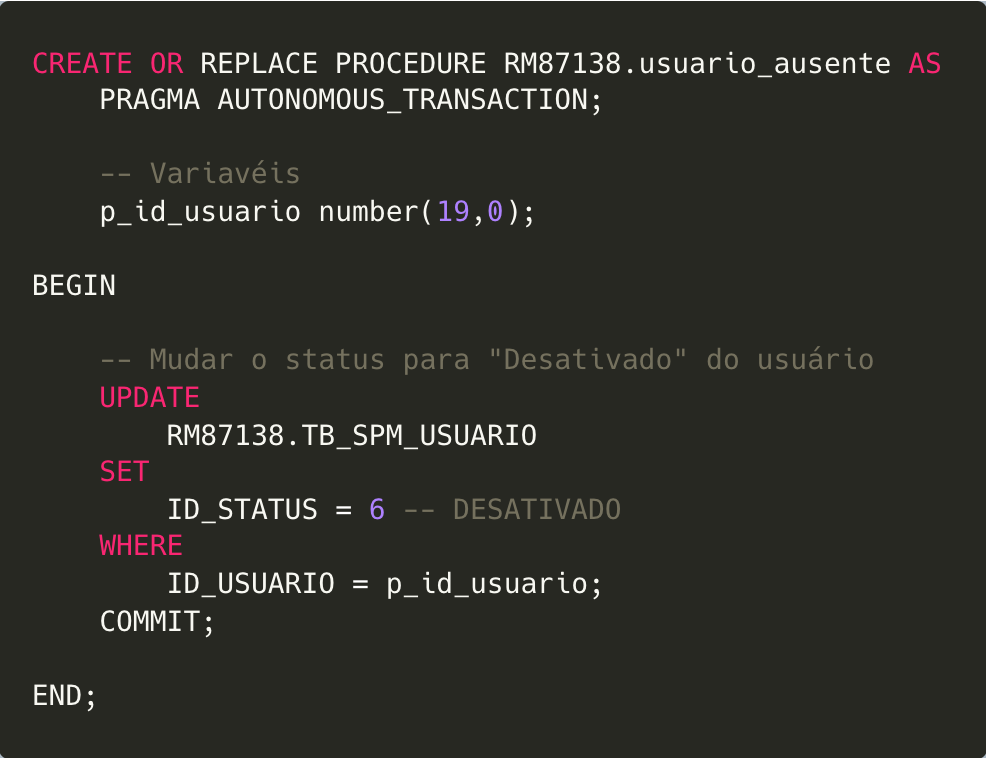 CREATE OR REPLACE PROCEDURE RM87138.usuario_ausente AS
    PRAGMA AUTONOMOUS_TRANSACTION;

    -- Variavéis
    p_id_usuario number(19,0);

BEGIN

    -- Mudar o status para "Desativado" do usuário
    UPDATE
        RM87138.TB_SPM_USUARIO
    SET
        ID_STATUS = 6 -- DESATIVADO
    WHERE
        ID_USUARIO = p_id_usuario;
    COMMIT;

END;